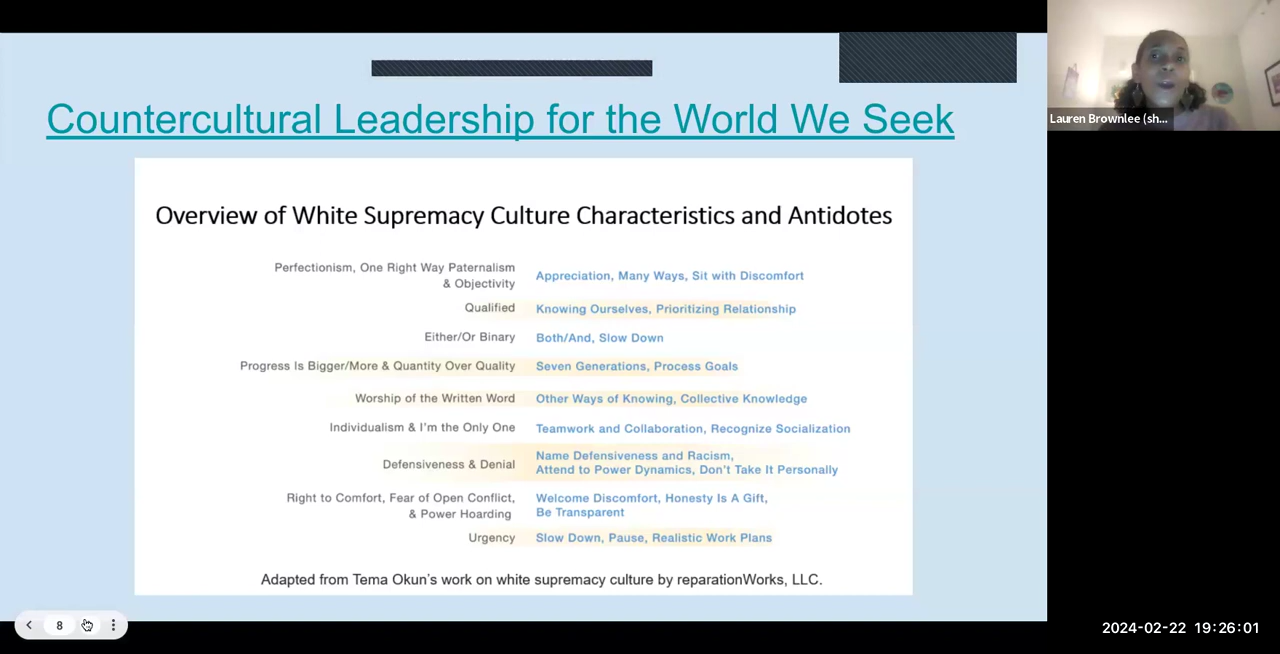 Countercultural Leadership for the World We Seek
Overview of White Supremacy Culture Characteristics and Antidotes
Perfectionism, One Right Way Paternalism
& Objectivity
Appreciation, Many Ways, Sit with Discomfort
Qualified
Knowing Ourselves, Prioritizing Relationship
Either/Or Binary
Both/And, Slow Down
Progress Is Bigger/More & Quantity Over Quality
Seven Generations, Process Goals
Worship of the Written Word
Other Ways of Knowing, Collective Knowledge
Individualism & I'm the Only One
Teamwork and Collaboration, Recognize Socialization
Defensiveness & Denial
Name Defensiveness and Racism,
Attend to Power Dynamics, Don't Take It Personally
Right to Comfort, Fear of Open Conflict,
& Power Hoarding
Welcome Discomfort, Honesty Is A Gift,
Be Transparent
Urgency
Slow Down, Pause, Realistic Work Plans
Adapted from Tema Okun's work on white supremacy culture by reparationWorks, LLC.
Lauren Brownlee (sh...
8
2024-02-22 19:26:01